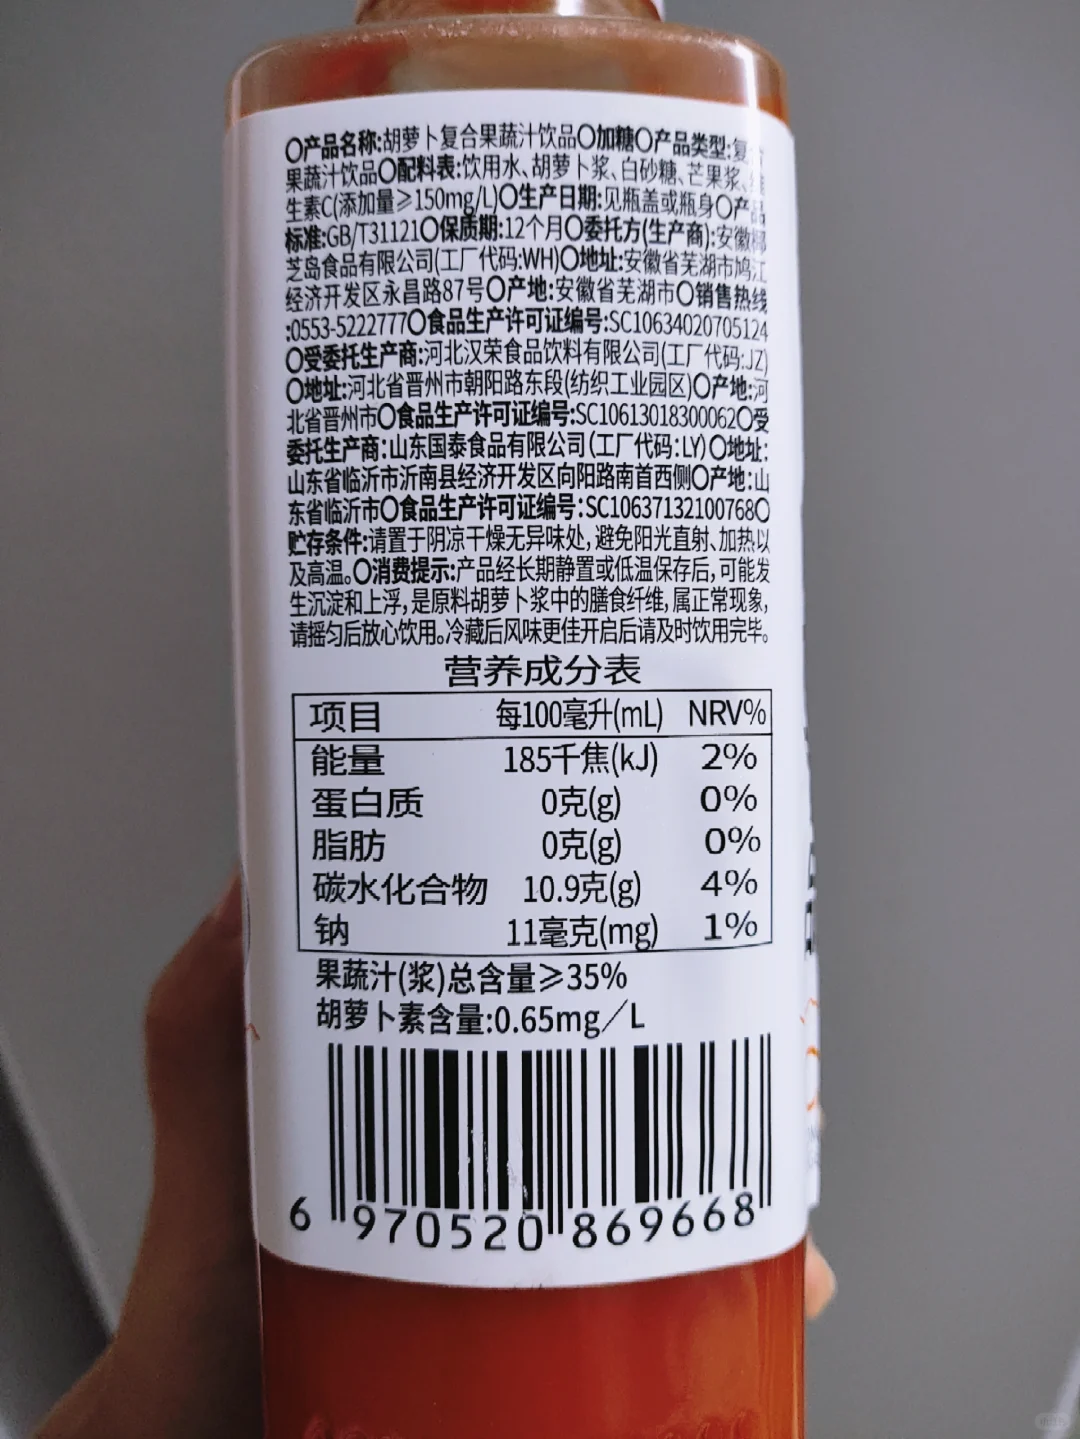 〇产品名称:胡萝卜复合果蔬汁饮品〇加糖〇产品类型:复
果蔬汁饮品〇配料表:饮用水、胡萝卜浆、白砂糖、芒果浆、维
生素C(添加量≥150mg/L)〇生产日期:见瓶盖或瓶身〇产品
标准:GB/T31121〇保质期:12个月〇委托方(生产商):安徽椰
芝岛食品有限公司(工厂代码:WH)〇地址:安徽省芜湖市鸠江
经济开发区永昌路87号〇产地:安徽省芜湖市〇销售热线
:0553-5222777〇食品生产许可证编号:SC10634020705124
〇受委托生产商:河北汉荣食品饮料有限公司(工厂代码:JZ)
〇地址:河北省晋州市朝阳路东段(纺织工业园区)〇产地:河
北省晋州市〇食品生产许可证编号:SC10613018300062〇受
委托生产商:山东国泰食品有限公司(工厂代码:LY)〇地址:
山东省临沂市沂南县经济开发区向阳路南首西侧〇产地:山
东省临沂市〇食品生产许可证编号:SC10637132100768〇
贮存条件:请置于阴凉干燥无异味处,避免阳光直射、加热以
及高温。〇消费提示:产品经长期静置或低温保存后,可能发
生沉淀和上浮,是原料胡萝卜浆中的膳食纤维,属正常现象,
请摇匀后放心饮用。冷藏后风味更佳开启后请及时饮用完毕。
营养成分表
项目 每100毫升(mL) NRV%
能量 185千焦(kJ) 2%
蛋白质 0克(g) 0%
脂肪 0克(g) 0%
碳水化合物 10.9克(g) 4%
钠 11毫克(mg) 1%
果蔬汁(浆)总含量≥35%
胡萝卜素含量:0.65mg/L
6 970520 869668